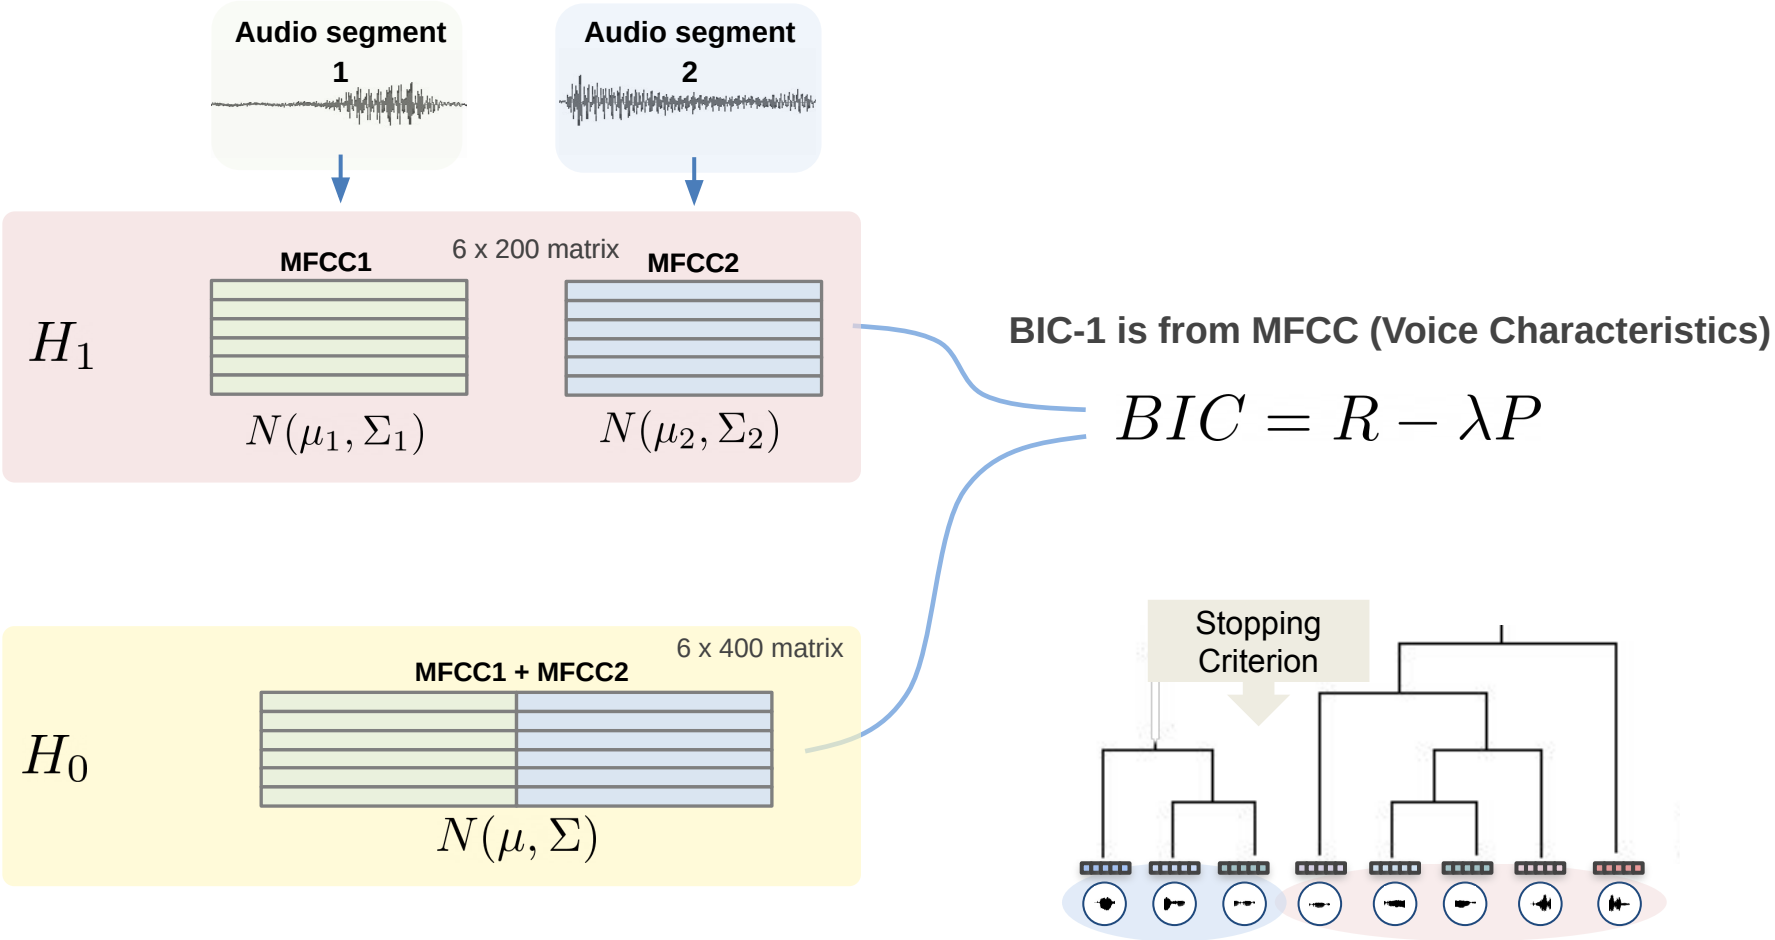 Audio segment
1
Audio segment
2
6 x 200 matrix
MFCC1
MFCC2
H₁
N(μ₁, Σ₁)
N(μ₂, Σ₂)
BIC-1 is from MFCC (Voice Characteristics)
BIC = R − λP
6 x 400 matrix
MFCC1 + MFCC2
H₀
N(μ, Σ)
Stopping
Criterion